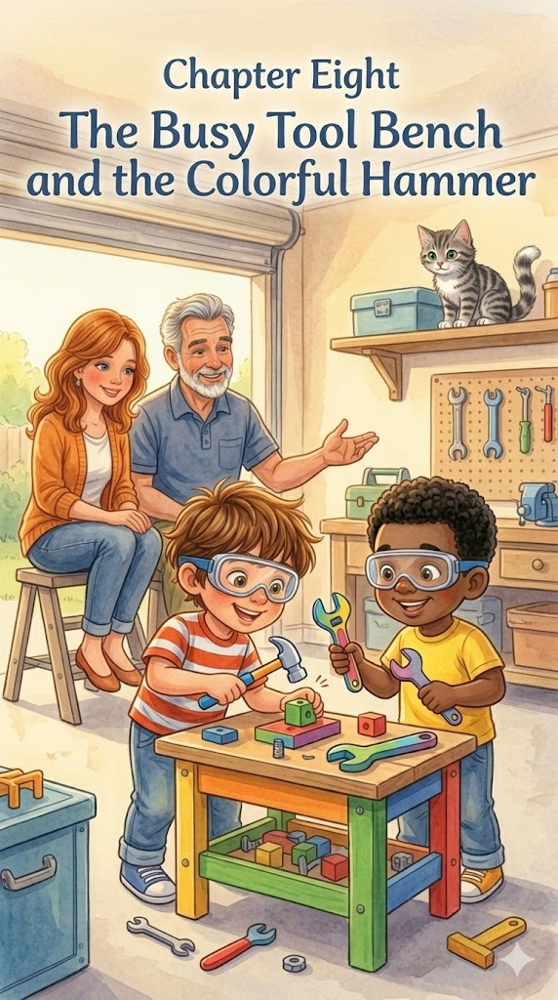 Chapter Eight
The Busy Tool Bench
and the Colorful Hammer